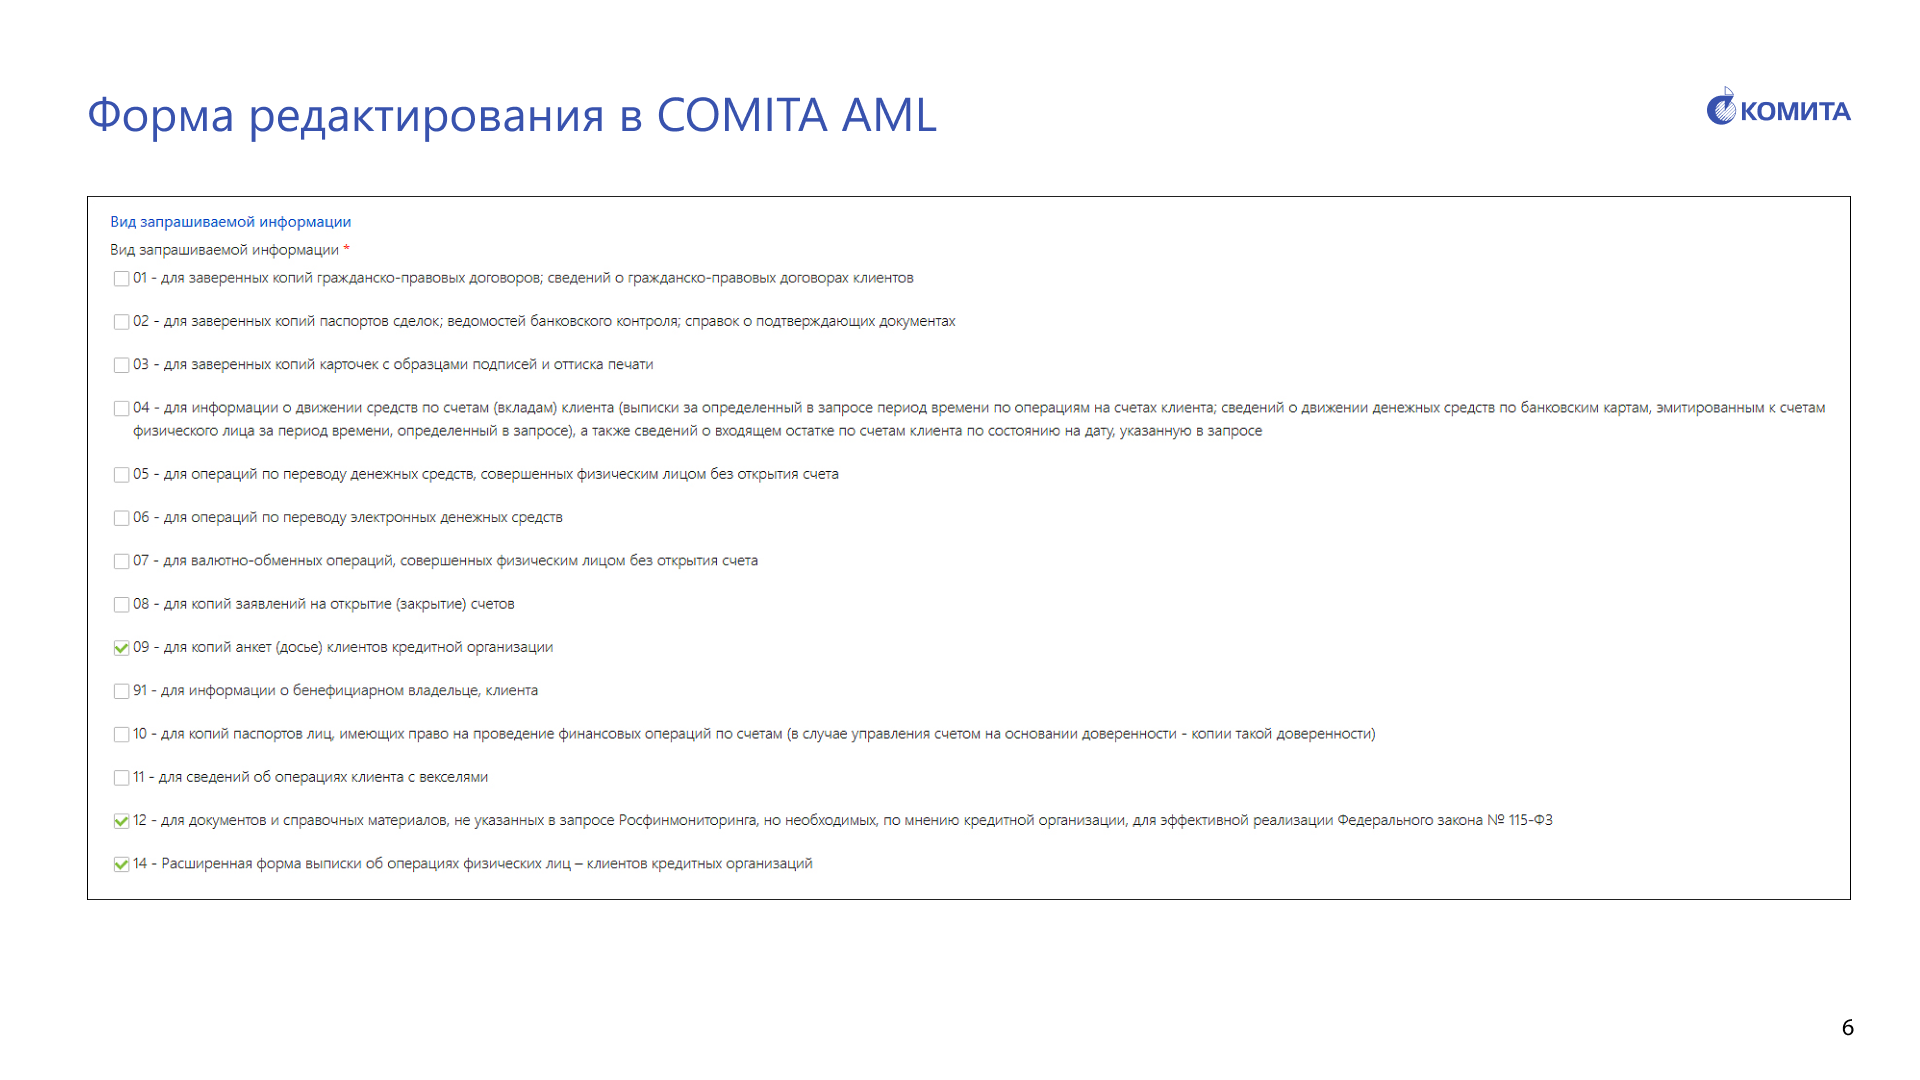 Форма редактирования в COMITA AML
КОМИТА
Вид запрашиваемой информации
Вид запрашиваемой информации *
01 - для заверенных копий гражданско-правовых договоров; сведений о гражданско-правовых договорах клиентов
02 - для заверенных копий паспортов сделок; ведомостей банковского контроля; справок о подтверждающих документах
03 - для заверенных копий карточек с образцами подписей и оттиска печати
04 - для информации о движении средств по счетам (вкладам) клиента (выписки за определенный в запросе период времени по операциям на счетах клиента; сведений о движении денежных средств по банковским картам, эмитированным к счетам
физического лица за период времени, определенный в запросе), а также сведений о входящем остатке по счетам клиента по состоянию на дату, указанную в запросе
05 - для операций по переводу денежных средств, совершенных физическим лицом без открытия счета
06 - для операций по переводу электронных денежных средств
07 - для валютно-обменных операций, совершенных физическим лицом без открытия счета
08 - для копий заявлений на открытие (закрытие) счетов
09 - для копий анкет (досье) клиентов кредитной организации
91 - для информации о бенефициарном владельце, клиента
10 - для копий паспортов лиц, имеющих право на проведение финансовых операций по счетам (в случае управления счетом на основании доверенности - копии такой доверенности)
11 - для сведений об операциях клиента с векселями
12 - для документов и справочных материалов, не указанных в запросе Росфинмониторинга, но необходимых, по мнению кредитной организации, для эффективной реализации Федерального закона № 115-ФЗ
14 - Расширенная форма выписки об операциях физических лиц – клиентов кредитных организаций
6